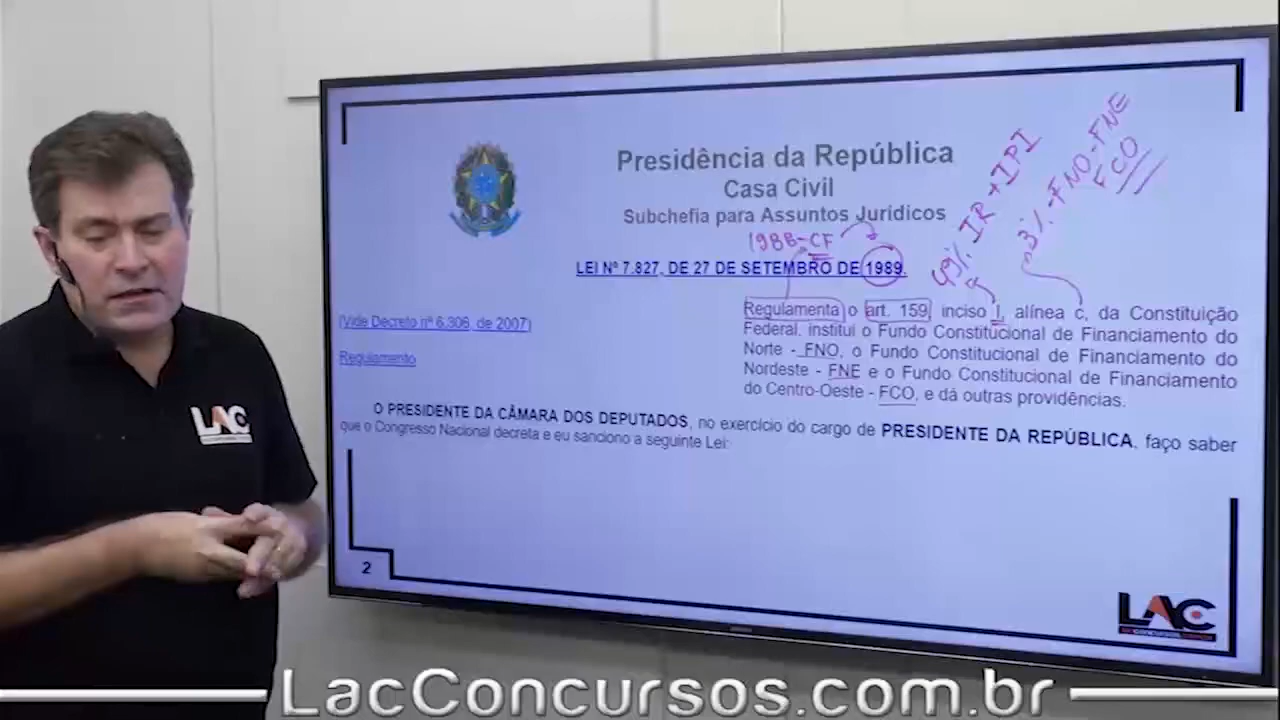 Presidência da República
Casa Civil
Subchefia para Assuntos Jurídicos
1988-CF
49% IR + IPI
3% - FNO - FNE
FCO
LEI Nº 7.827, DE 27 DE SETEMBRO DE 1989.
(Vide Decreto nº 6.306, de 2007)
Regulamento
Regulamenta o art. 159, inciso I, alínea c, da Constituição
Federal, institui o Fundo Constitucional de Financiamento do
Norte - FNO, o Fundo Constitucional de Financiamento do
Nordeste - FNE e o Fundo Constitucional de Financiamento
do Centro-Oeste - FCO, e dá outras providências.
O PRESIDENTE DA CÂMARA DOS DEPUTADOS, no exercício do cargo de PRESIDENTE DA REPÚBLICA, faço saber
que o Congresso Nacional decreta e eu sanciono a seguinte Lei:
2
LAC
LAC
LacConcursos.com.br